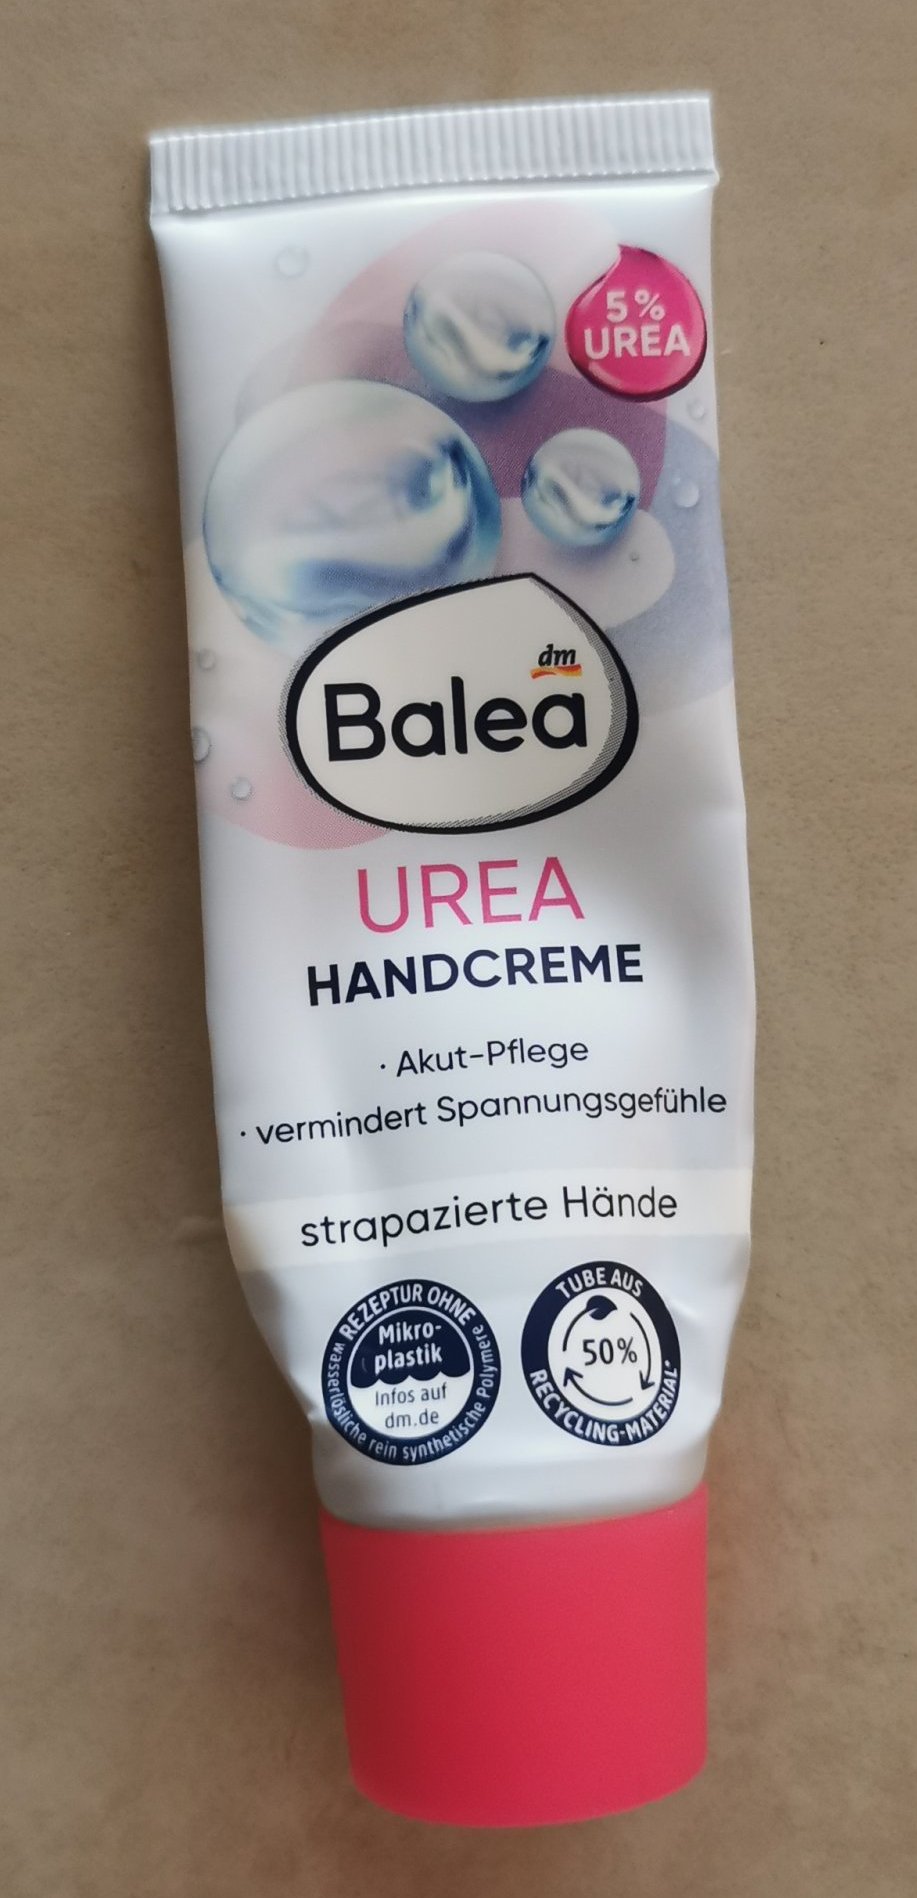 5%
UREA
dm
Balea
UREA
HANDCREME
· Akut-Pflege
· vermindert Spannungsgefühle
strapazierte Hände
REZEPTUR OHNE
Mikro-
plastik
Infos auf
dm.de
wasserlösliche rein synthetische Polymere
TUBE AUS
50%
RECYCLING-MATERIAL*